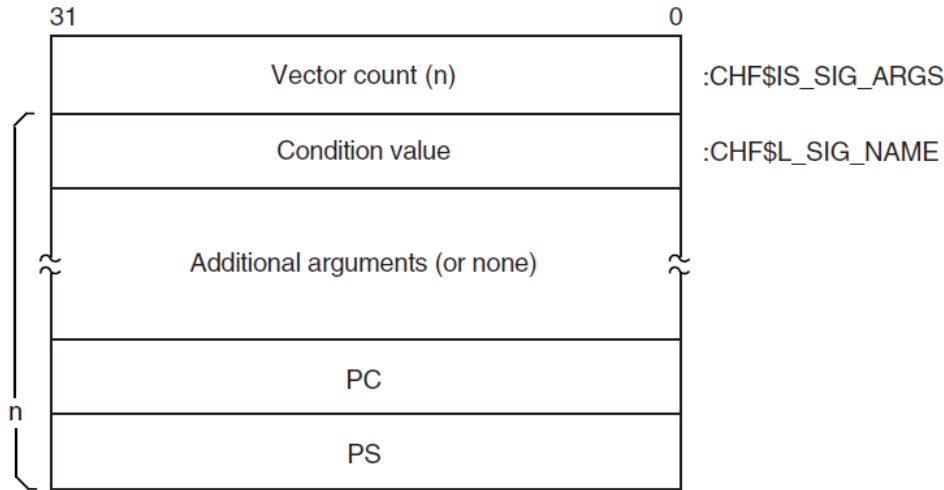 31 0
Vector count (n) :CHF$IS_SIG_ARGS
Condition value :CHF$L_SIG_NAME
Additional arguments (or none)
PC
n
PS